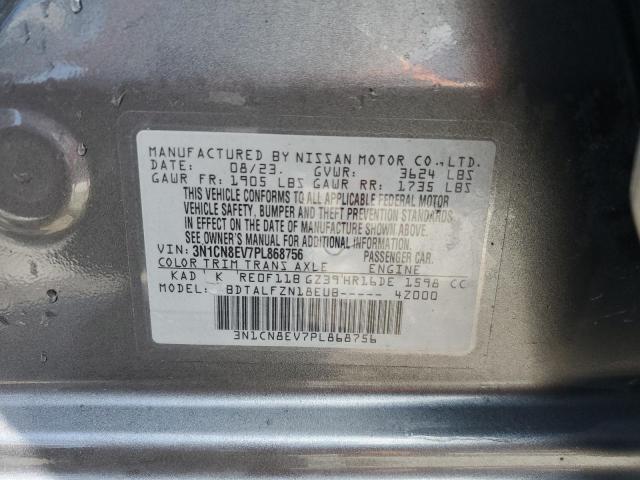 MANUFACTURED BY NISSAN MOTOR CO.,LTD.
DATE: 08/23. GVWR: 3624 LBS
GAWR FR: 1905 LBS GAWR RR: 1735 LBS
THIS VEHICLE CONFORMS TO ALL APPLICABLE FEDERAL MOTOR
VEHICLE SAFETY, BUMPER AND THEFT PREVENTION STANDARDS
IN EFFECT ON THE DATE OF MANUFACTURE SHOWN ABOVE.
SEE OWNER'S MANUAL FOR ADDITIONAL INFORMATION
VIN: 3N1CN8EV7PL868756 PASSENGER CAR.
COLOR TRIM TRANS AXLE ENGINE
KAD K RE0F11B GZ39 HR16DE 1598 CC
MODEL: BDTALFZN18EUB----- 4Z000
3N1CN8EV7PL868756